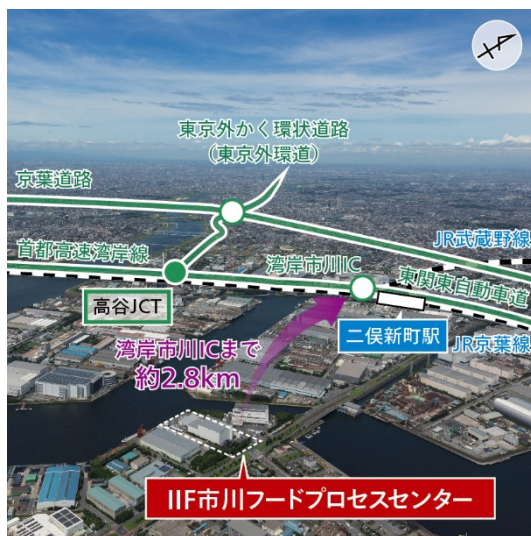 東京外かく環状道路
(東京外環道)
京葉道路
JR武蔵野線
首都高速湾岸線
湾岸市川IC
東関東自動車道
高谷JCT
二俣新町駅
JR京葉線
湾岸市川ICまで
約2.8km
IIF市川フードプロセスセンター